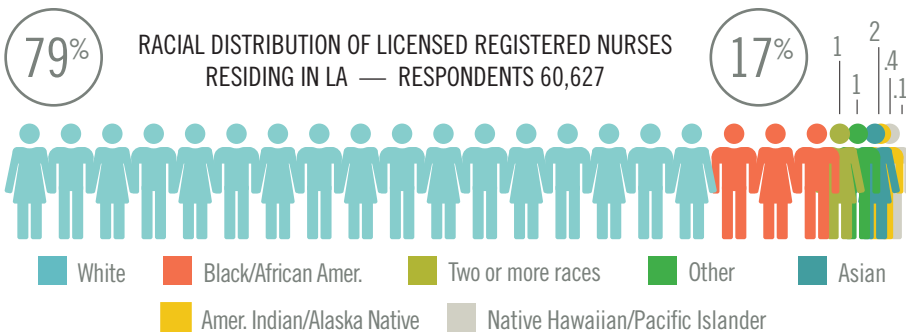 79%
RACIAL DISTRIBUTION OF LICENSED REGISTERED NURSES
RESIDING IN LA — RESPONDENTS 60,627
17%
1
1
2
.4
.1
White
Black/African Amer.
Two or more races
Other
Asian
Amer. Indian/Alaska Native
Native Hawaiian/Pacific Islander